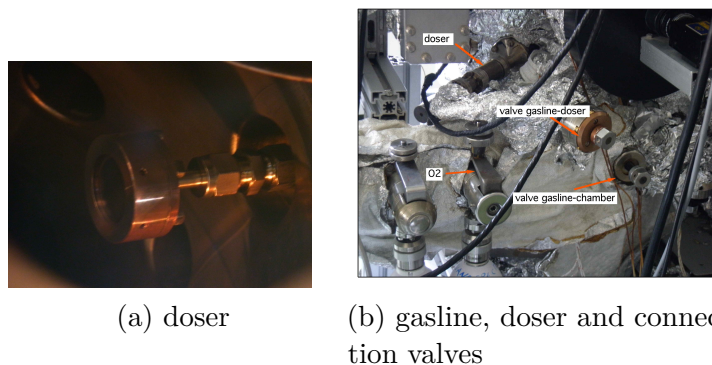 doser
valve gasline-doser
O2
valve gasline-chamber
(a) doser
(b) gasline, doser and connec
tion valves